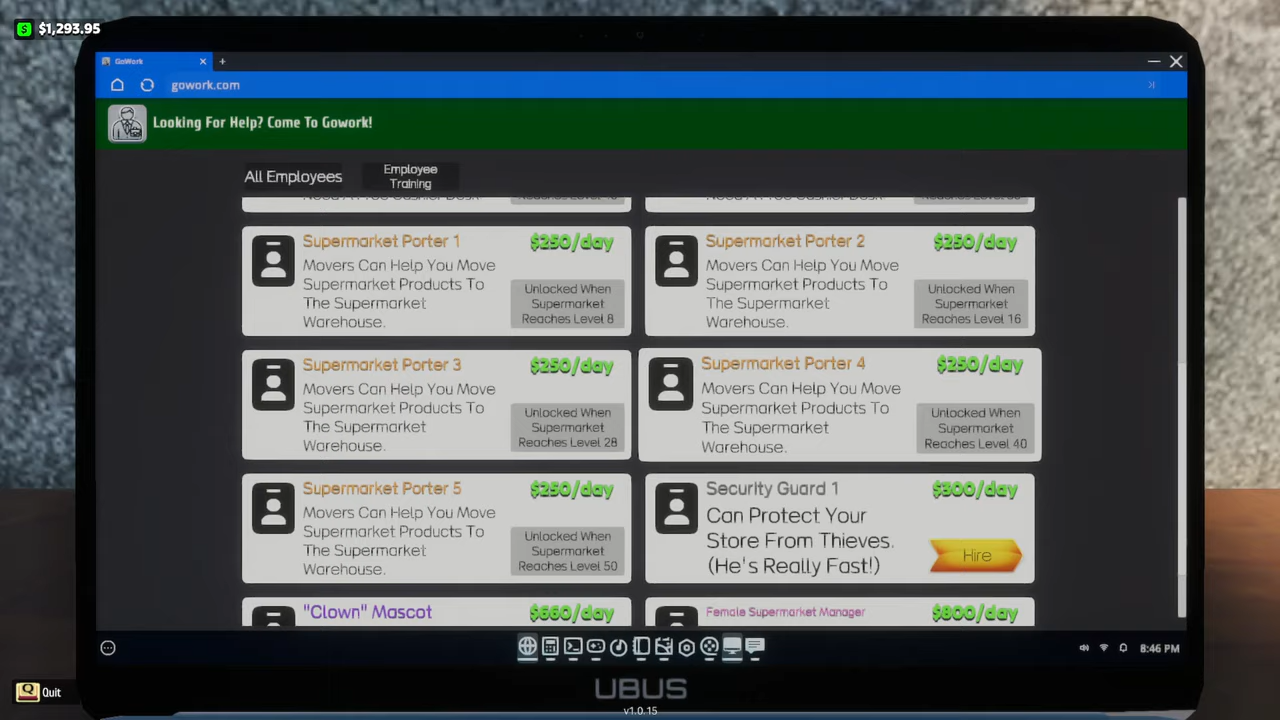 $ $1,293.95
GoWork
gowork.com
Looking For Help? Come To Gowork!
All Employees
Employee
Training
Need A Free Cashier Desk.
Supermarket Porter 1
$250/day
Movers Can Help You Move
Supermarket Products To
The Supermarket
Warehouse.
Unlocked When
Supermarket
Reaches Level 8
Supermarket Porter 2
$250/day
Movers Can Help You Move
Supermarket Products To
The Supermarket
Warehouse.
Unlocked When
Supermarket
Reaches Level 16
Supermarket Porter 3
$250/day
Movers Can Help You Move
Supermarket Products To
The Supermarket
Warehouse.
Unlocked When
Supermarket
Reaches Level 28
Supermarket Porter 4
$250/day
Movers Can Help You Move
Supermarket Products To
The Supermarket
Warehouse.
Unlocked When
Supermarket
Reaches Level 40
Supermarket Porter 5
$250/day
Movers Can Help You Move
Supermarket Products To
The Supermarket
Warehouse.
Unlocked When
Supermarket
Reaches Level 50
Security Guard 1
$300/day
Can Protect Your
Store From Thieves.
(He's Really Fast!)
Hire
"Clown" Mascot
$660/day
Female Supermarket Manager
$800/day
8:46 PM
Q Quit
UBUS
v1.0.15